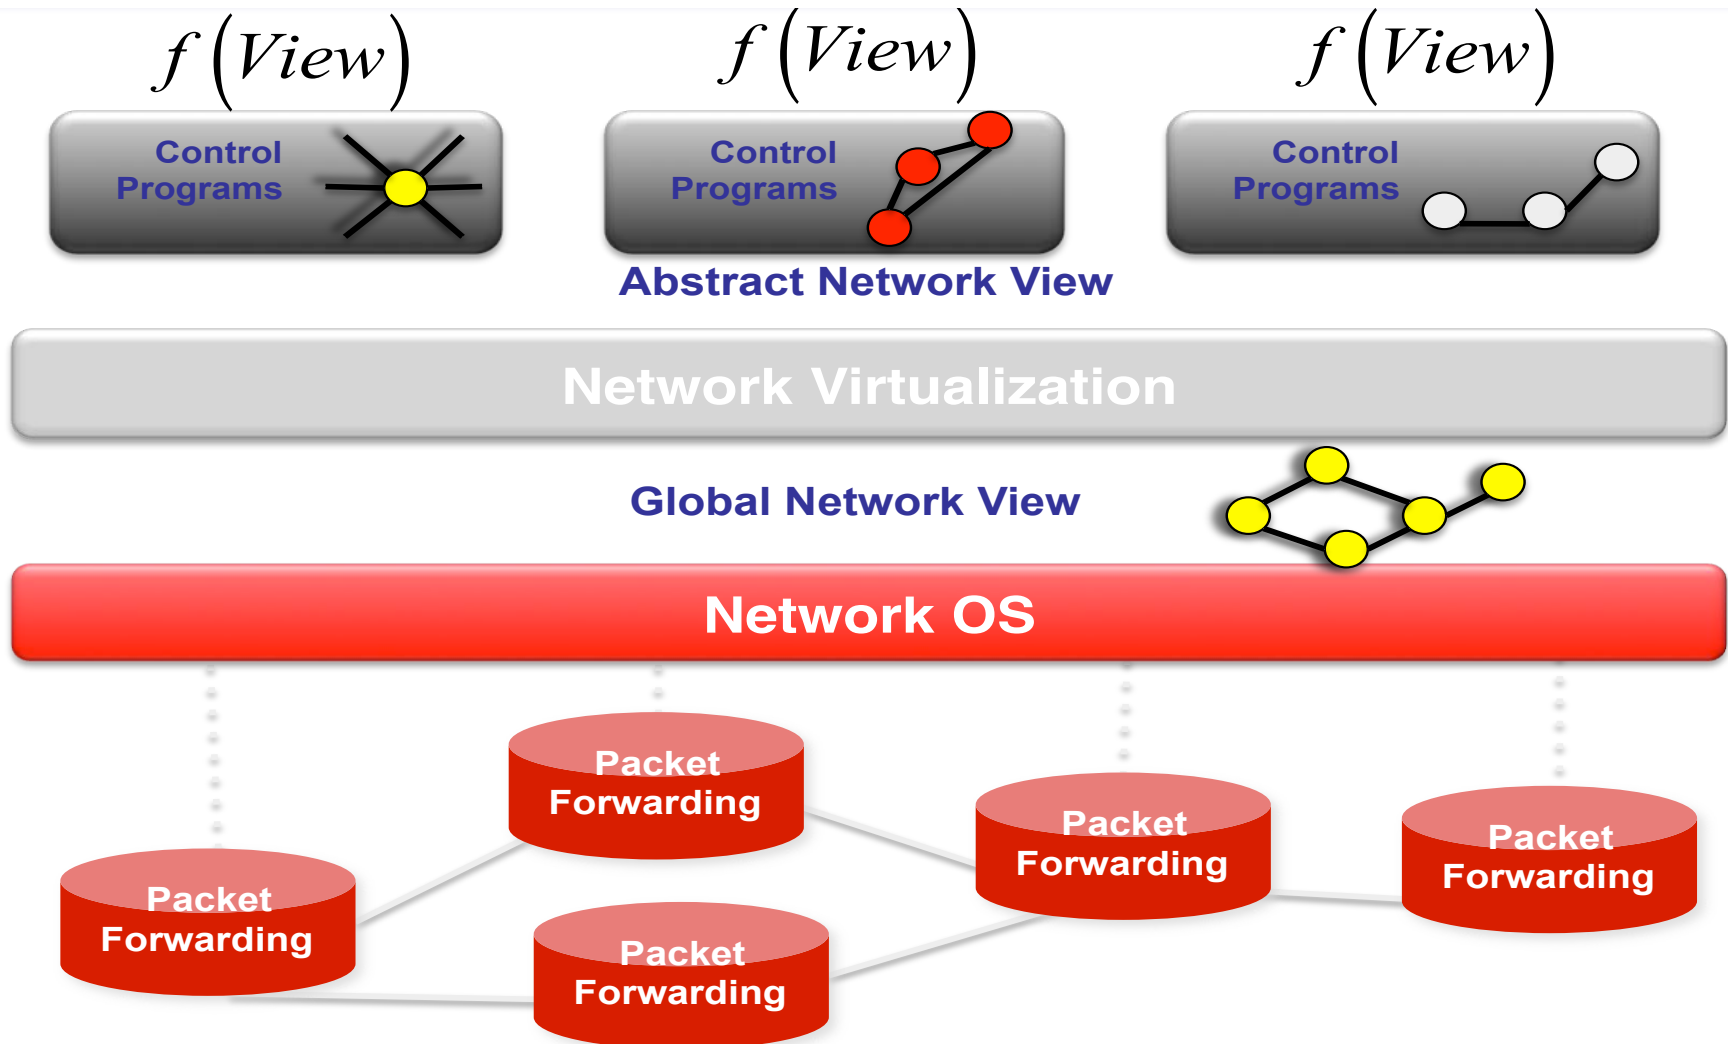 f (View)
f (View)
f (View)
Control
Programs
Control
Programs
Control
Programs
Abstract Network View
Network Virtualization
Global Network View
Network OS
Packet
Forwarding
Packet
Forwarding
Packet
Forwarding
Packet
Forwarding
Packet
Forwarding